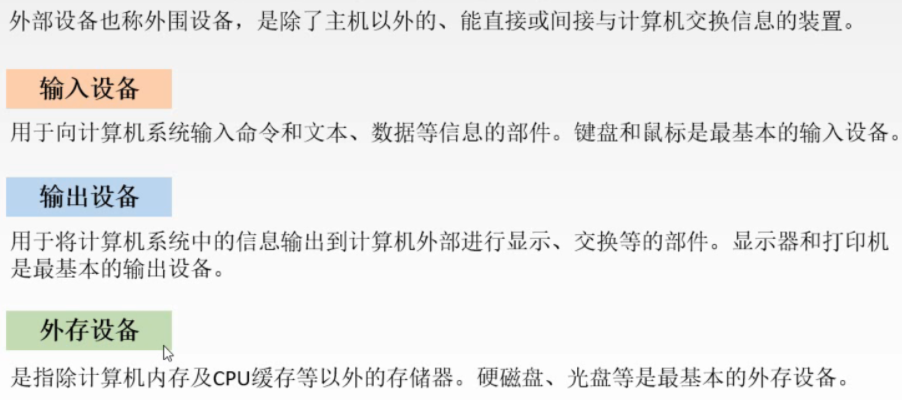 外部设备也称外围设备，是除了主机以外的、能直接或间接与计算机交换信息的装置。
输入设备
用于向计算机系统输入命令和文本、数据等信息的部件。键盘和鼠标是最基本的输入设备。
输出设备
用于将计算机系统中的信息输出到计算机外部进行显示、交换等的部件。显示器和打印机
是最基本的输出设备。
外存设备
是指除计算机内存及CPU缓存等以外的存储器。硬磁盘、光盘等是最基本的外存设备。